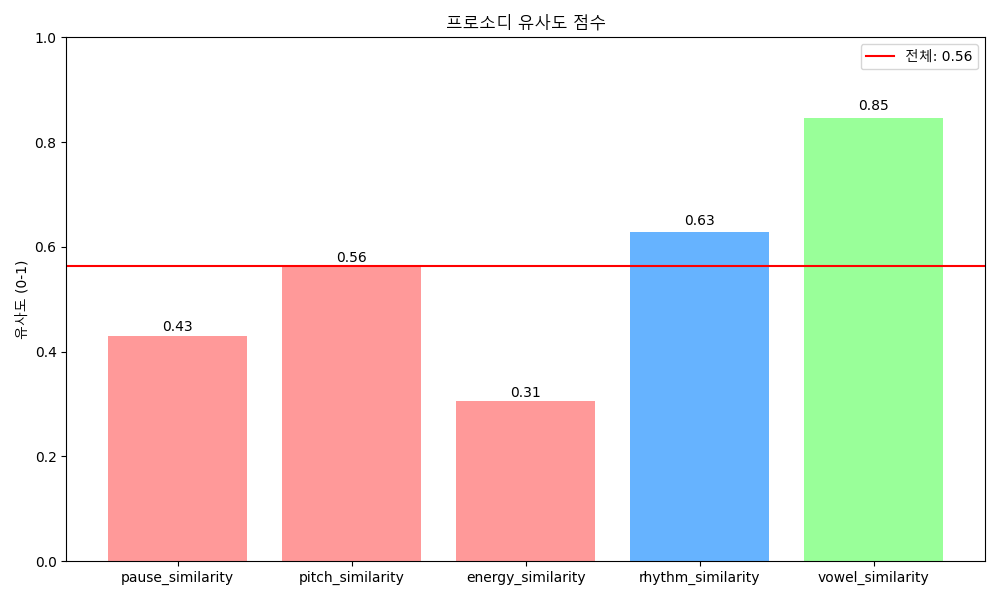 프로소디 유사도 점수
전체: 0.56
유사도 (0-1)
1.0
0.8
0.6
0.4
0.2
0.0
0.43
0.56
0.31
0.63
0.85
pause_similarity
pitch_similarity
energy_similarity
rhythm_similarity
vowel_similarity